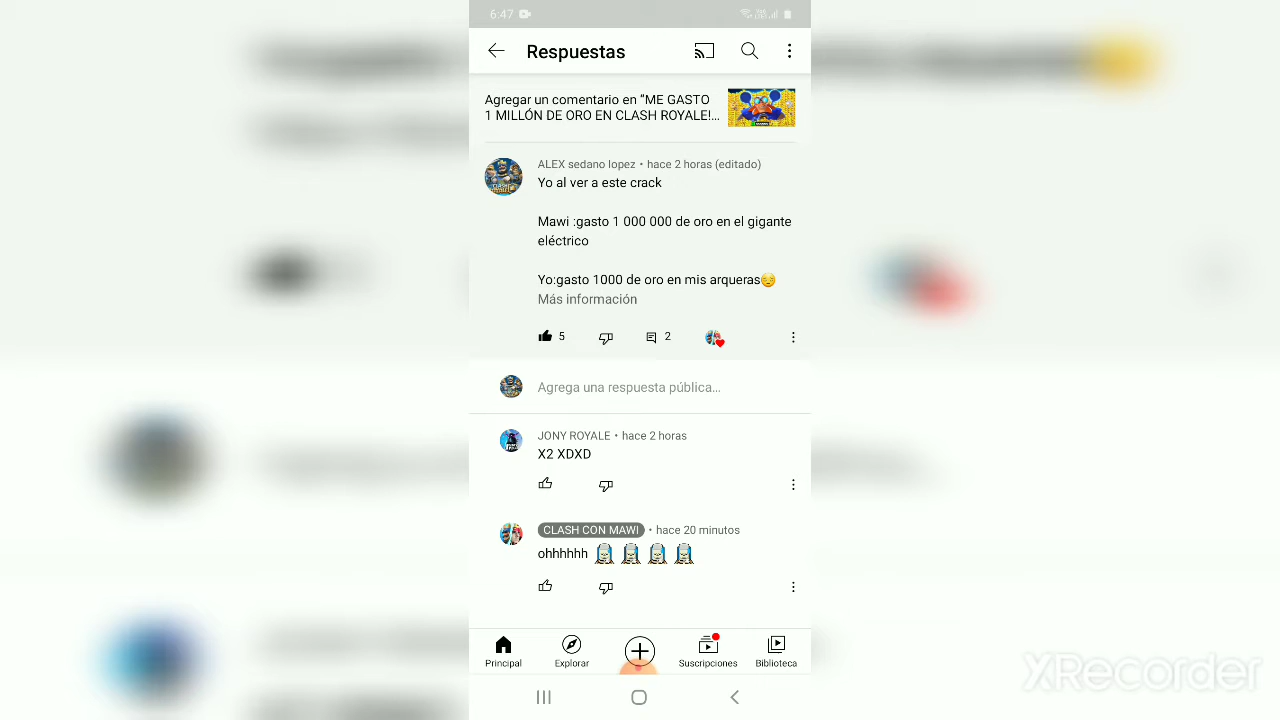 6:47
Respuestas
Agregar un comentario en "ME GASTO
1 MILLÓN DE ORO EN CLASH ROYALE!...
ALEX sedano lopez • hace 2 horas (editado)
Yo al ver a este crack
Mawi :gasto 1 000 000 de oro en el gigante
eléctrico
Yo:gasto 1000 de oro en mis arqueras😏
Más información
5
2
Agrega una respuesta pública...
JONY ROYALE • hace 2 horas
X2 XDXD
CLASH CON MAWI • hace 20 minutos
ohhhhhh
Principal
Explorar
Suscripciones
Biblioteca
XRecorder